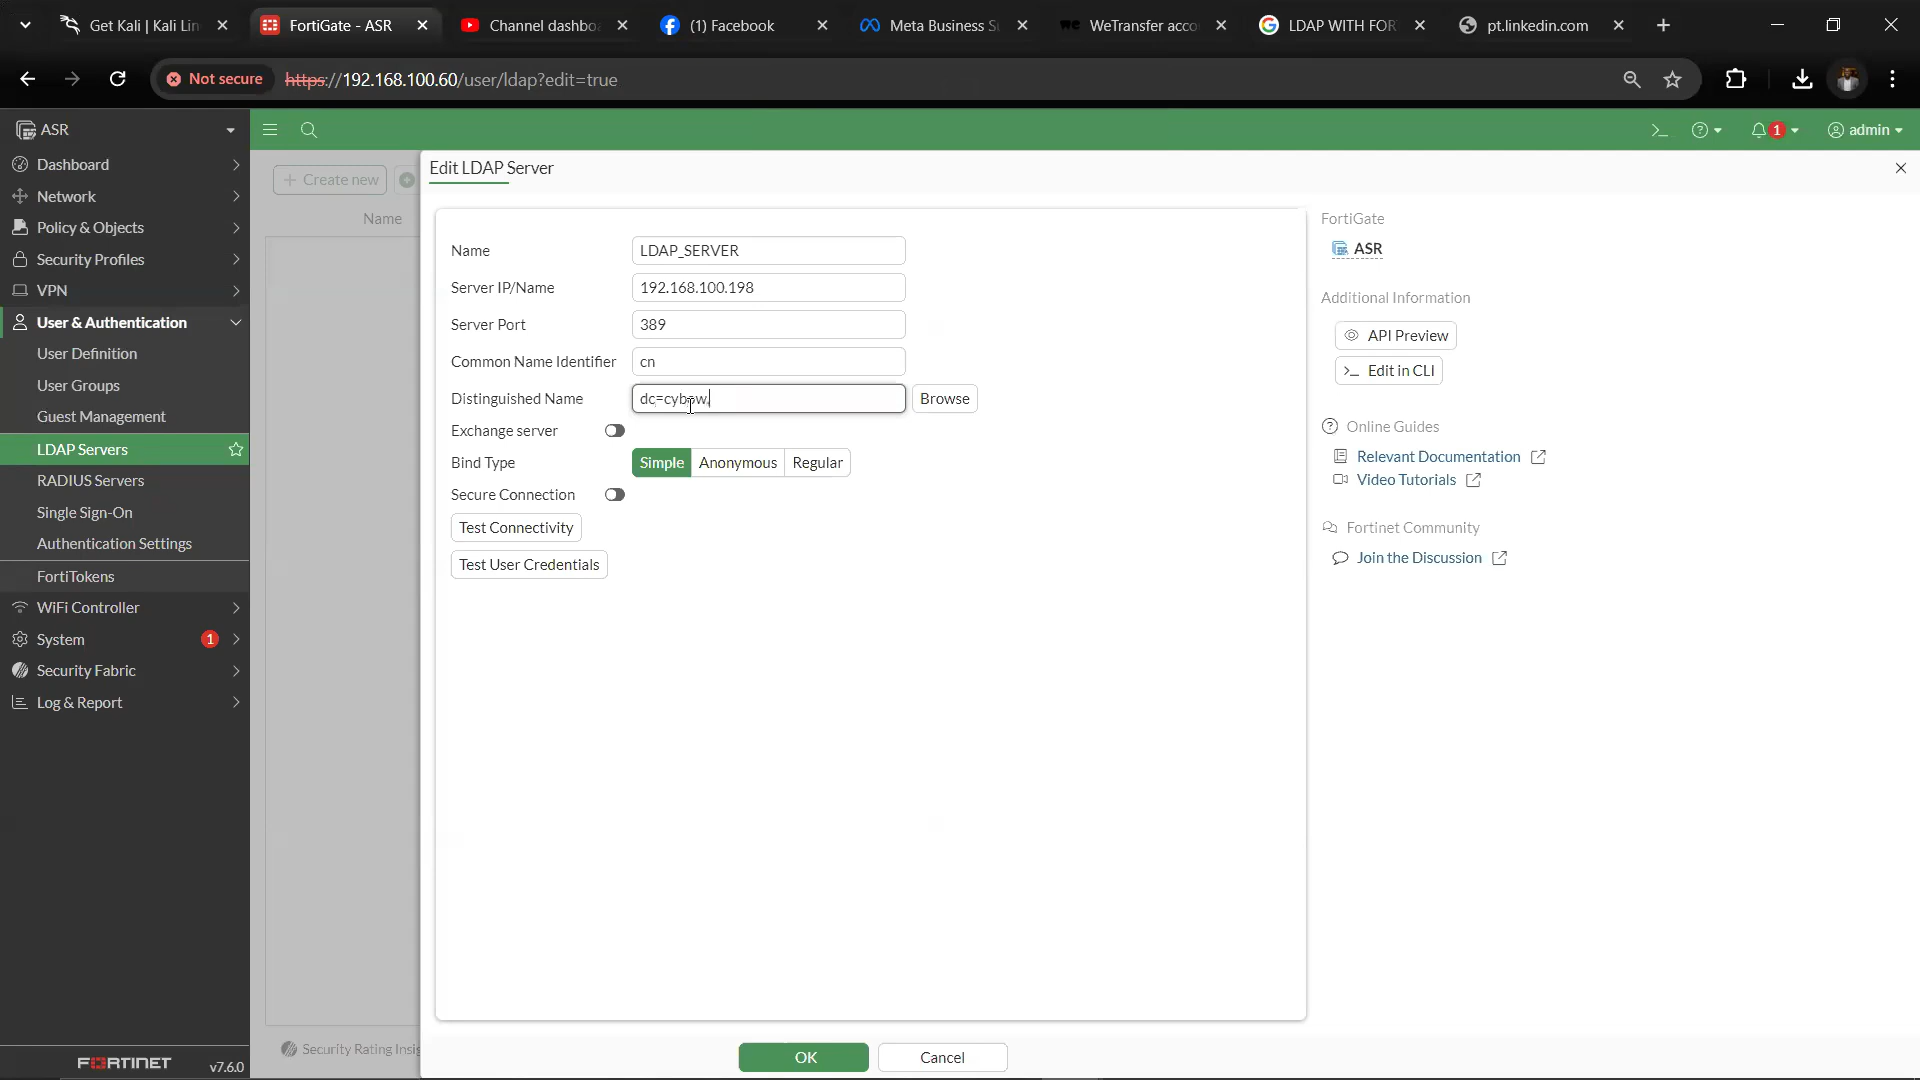 Get Kali | Kali Lin
FortiGate - ASR
Channel dashbo
(1) Facebook
Meta Business S
WeTransfer acco
LDAP WITH FOR
pt.linkedin.com
Not secure
https://192.168.100.60/user/ldap?edit=true
ASR
1
admin
Dashboard
Network
Policy & Objects
Security Profiles
VPN
User & Authentication
User Definition
User Groups
Guest Management
LDAP Servers
RADIUS Servers
Single Sign-On
Authentication Settings
FortiTokens
WiFi Controller
System 1
Security Fabric
Log & Report
FORTINET v7.6.0
Create new
Name
Security Rating Insig
Edit LDAP Server
Name LDAP_SERVER
Server IP/Name 192.168.100.198
Server Port 389
Common Name Identifier cn
Distinguished Name Browse
Exchange server
Bind Type Simple Anonymous Regular
Secure Connection
Test Connectivity
Test User Credentials
OK Cancel
FortiGate
ASR
Additional Information
API Preview
>_ Edit in CLI
Online Guides
Relevant Documentation
Video Tutorials
Fortinet Community
Join the Discussion